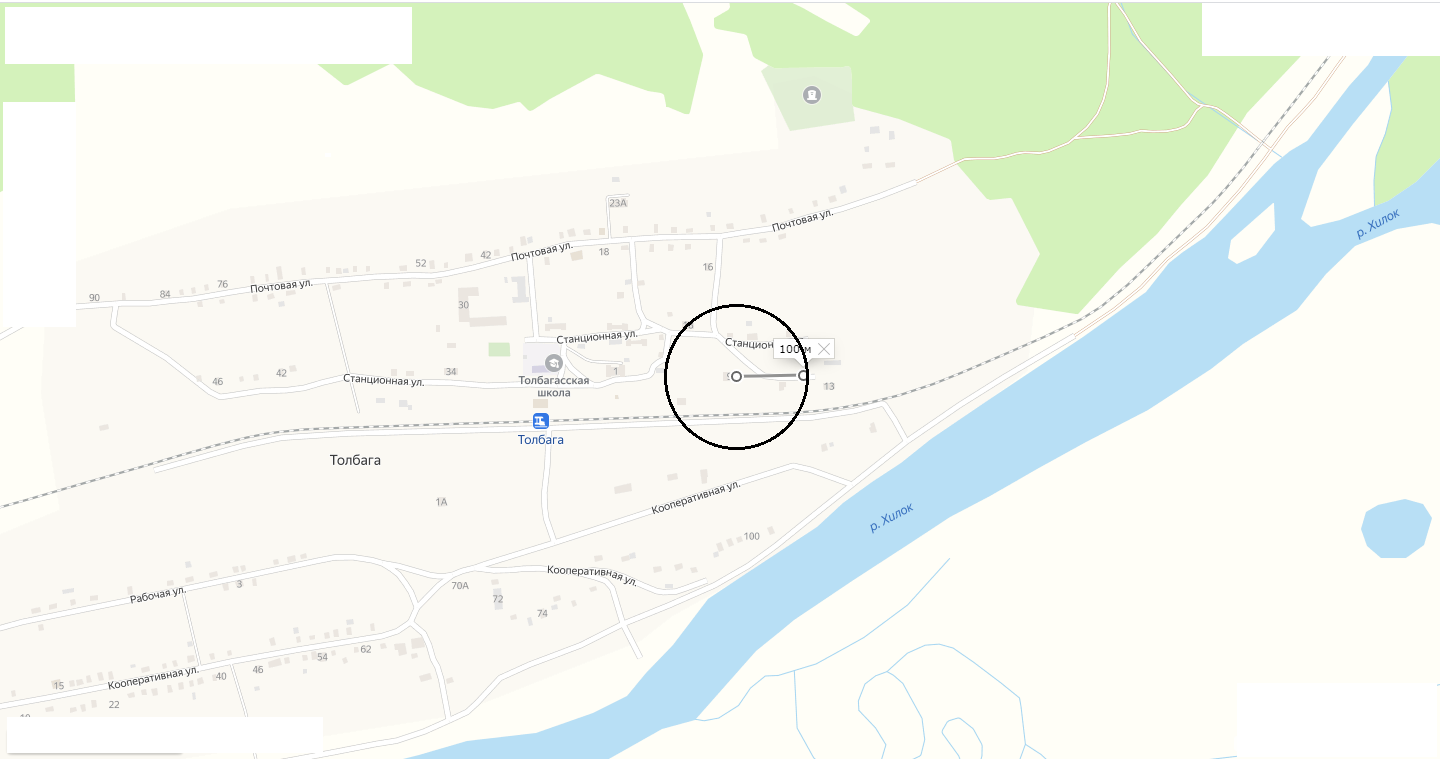 р. Хилок
23А
Почтовая ул.
18
Почтовая ул.
42
52
16
76
Почтовая ул.
84
90
30
Станционная ул.
Станцион
100 м
1
34
Толбагасская
школа
42
46
Станционная ул.
13
Толбага
Толбага
1А
Кооперативная ул.
р. Хилок
100
Кооперативная ул.
70А
3
Рабочая ул.
72
74
62
54
46
40
15
Кооперативная ул.
22